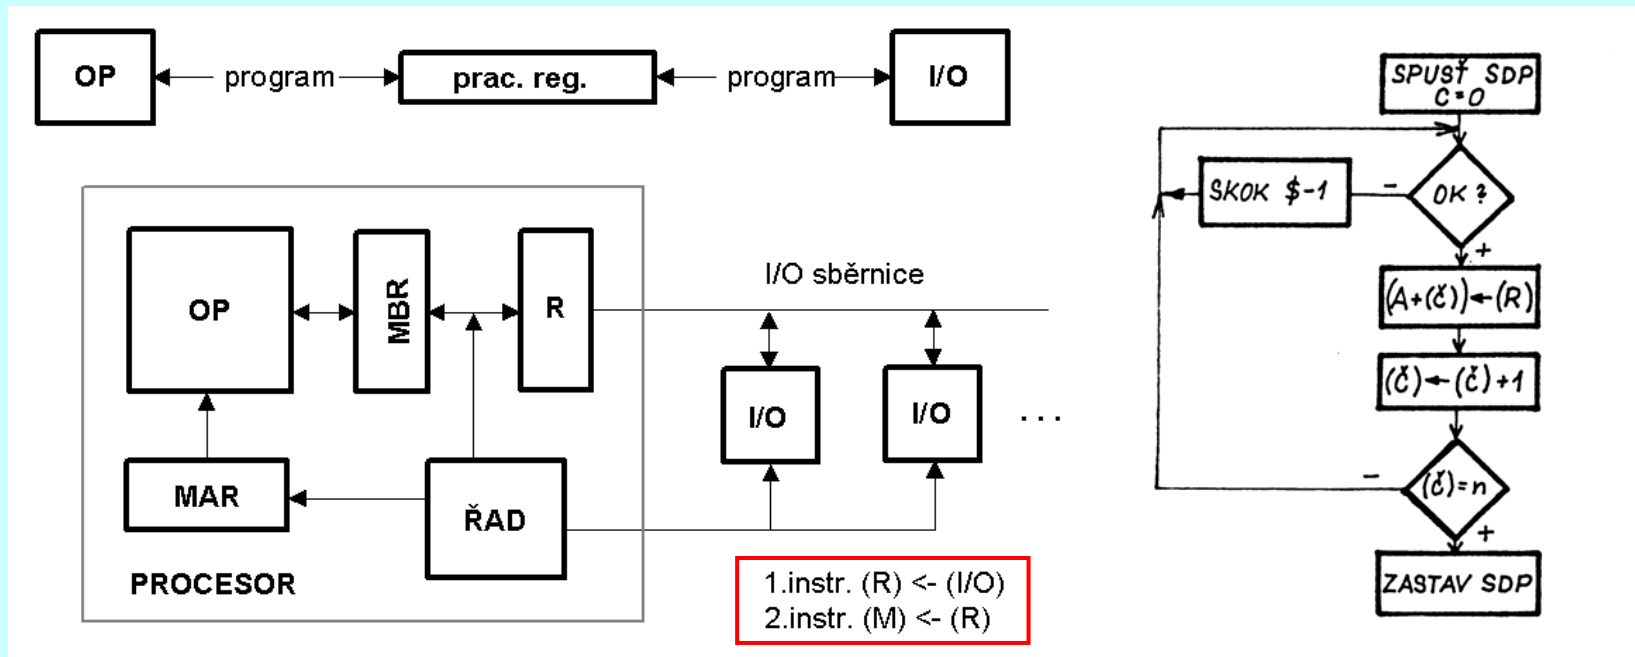 OP
program
prac. reg.
program
I/O
OP
MBR
R
I/O sběrnice
I/O
I/O
. . .
MAR
ŘAD
PROCESOR
1.instr. (R) <- (I/O)
2.instr. (M) <- (R)
SPUSŤ SDP
C=0
OK?
-
SKOK $-1
+
(A+(č))←(R)
(č)←(č)+1
(č)=n
-
+
ZASTAV SDP